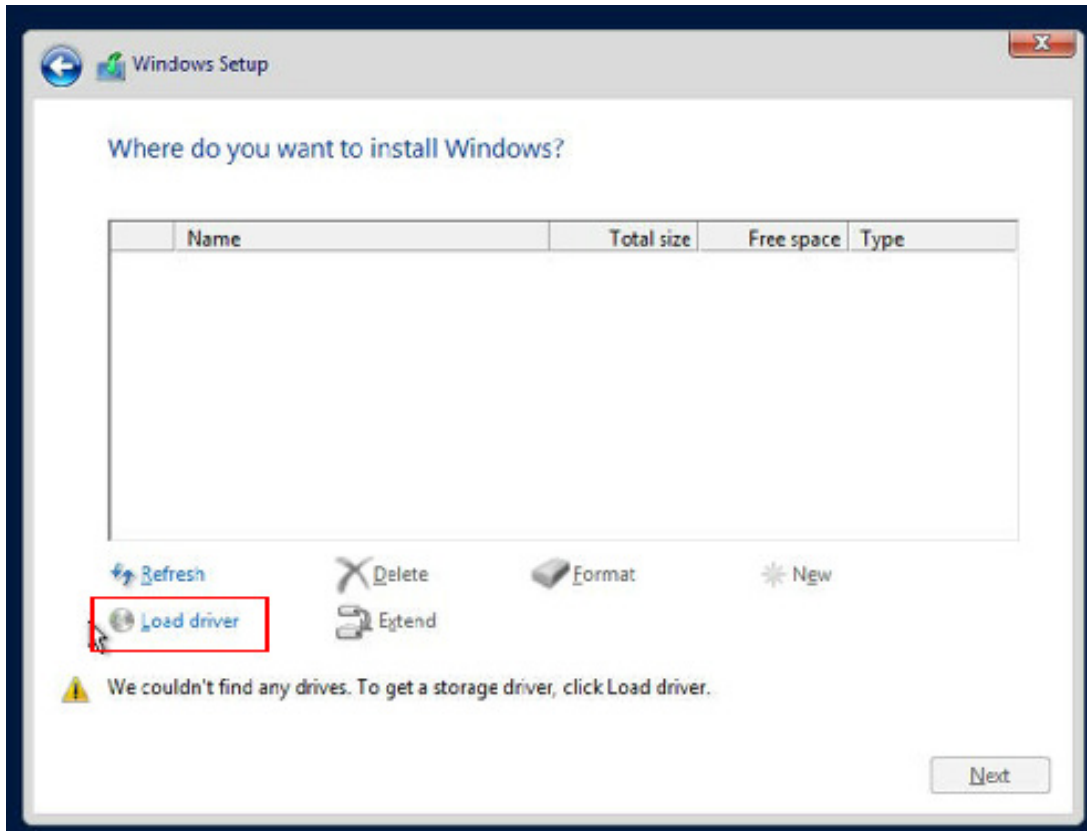 Windows Setup
X
Where do you want to install Windows?
Name Total size Free space Type
Refresh Delete Format New
Load driver Extend
We couldn't find any drives. To get a storage driver, click Load driver.
Next